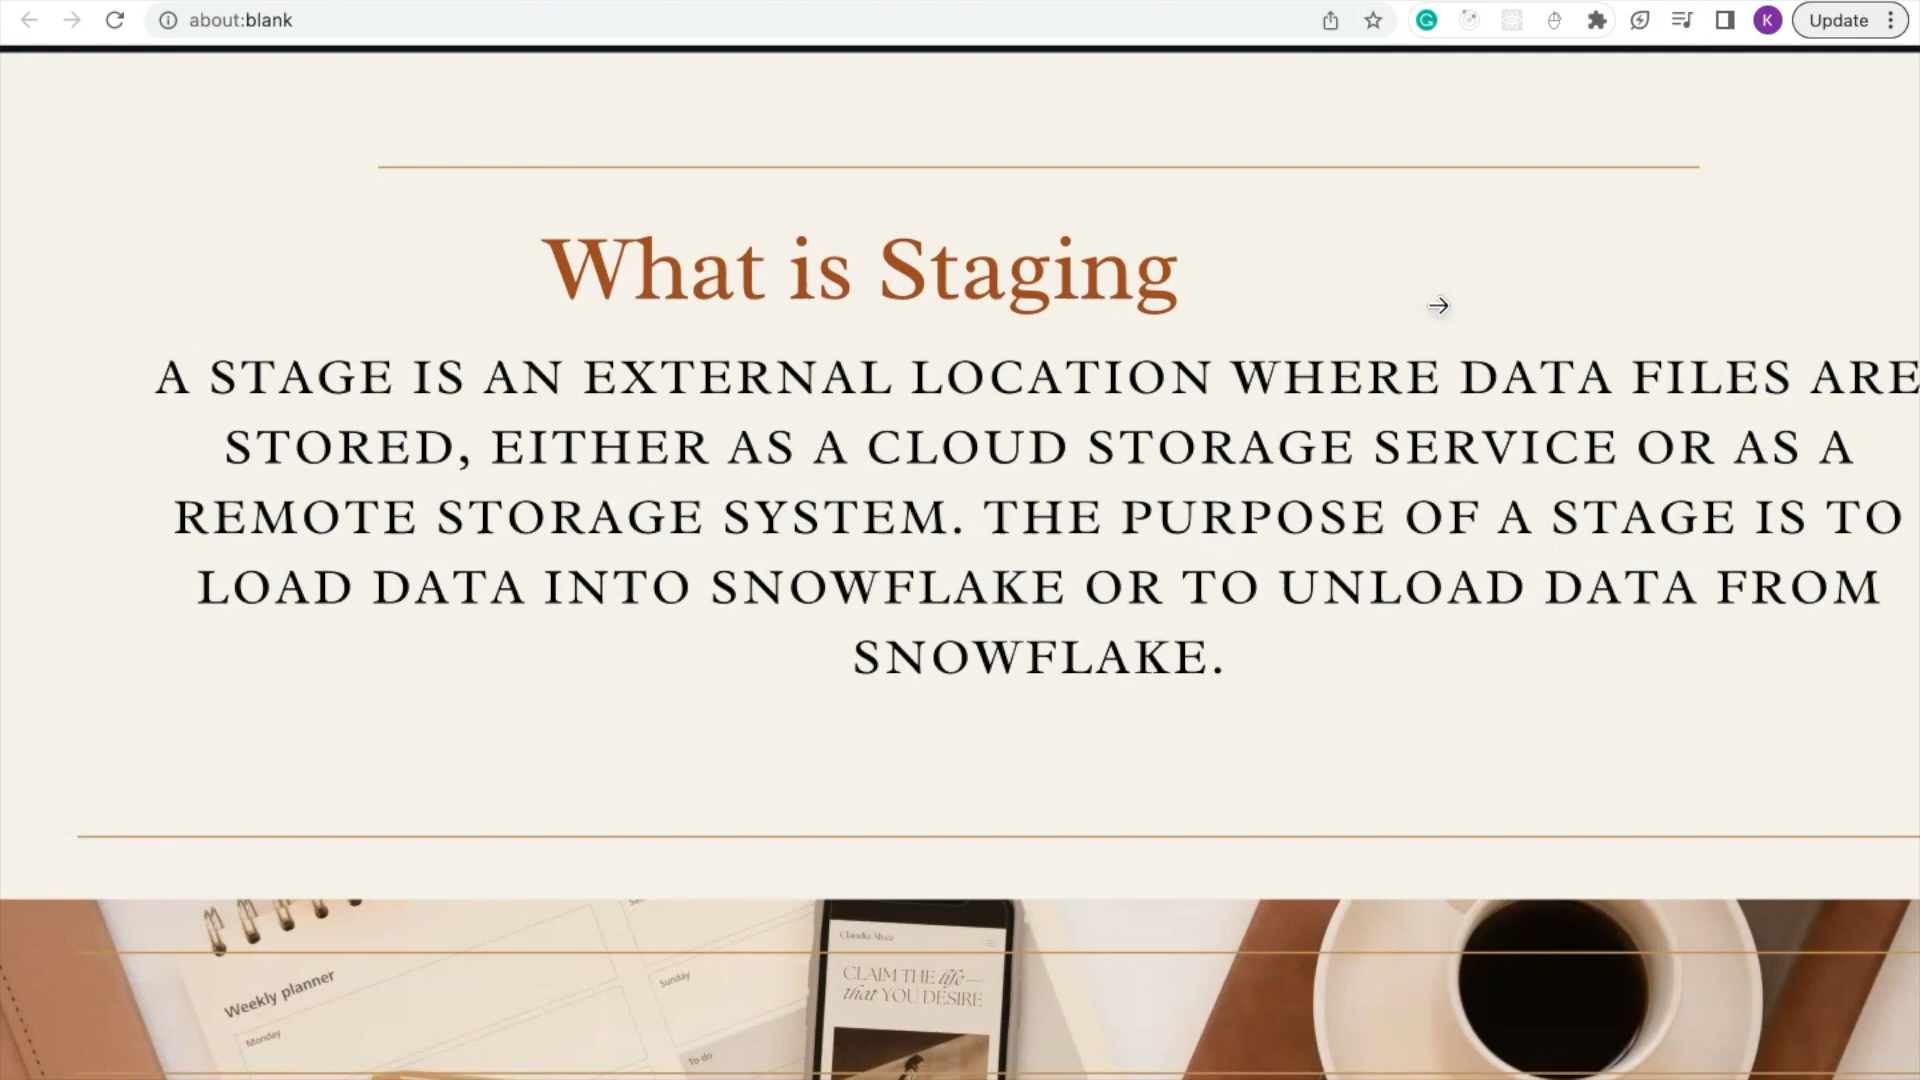 about:blank
K
Update
What is Staging
A STAGE IS AN EXTERNAL LOCATION WHERE DATA FILES ARE
STORED, EITHER AS A CLOUD STORAGE SERVICE OR AS A
REMOTE STORAGE SYSTEM. THE PURPOSE OF A STAGE IS TO
LOAD DATA INTO SNOWFLAKE OR TO UNLOAD DATA FROM
SNOWFLAKE.
Claudia Alvez
CLAIM THE life—
that YOU DESIRE
Weekly planner
Monday
Sunday
To do